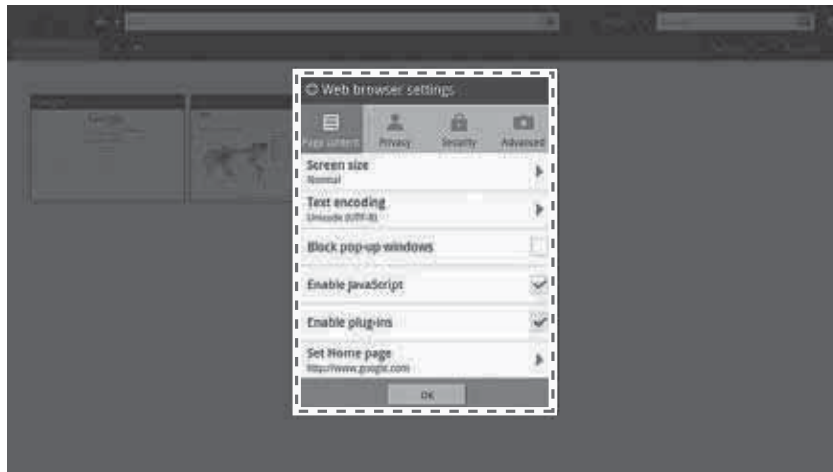 Google
Web browser settings
Page content Privacy Security Advanced
Screen size
Normal
Text encoding
Unicode (UTF-8)
Block pop-up windows
Enable JavaScript
Enable plug-ins
Set Home page
http://www.google.com
OK